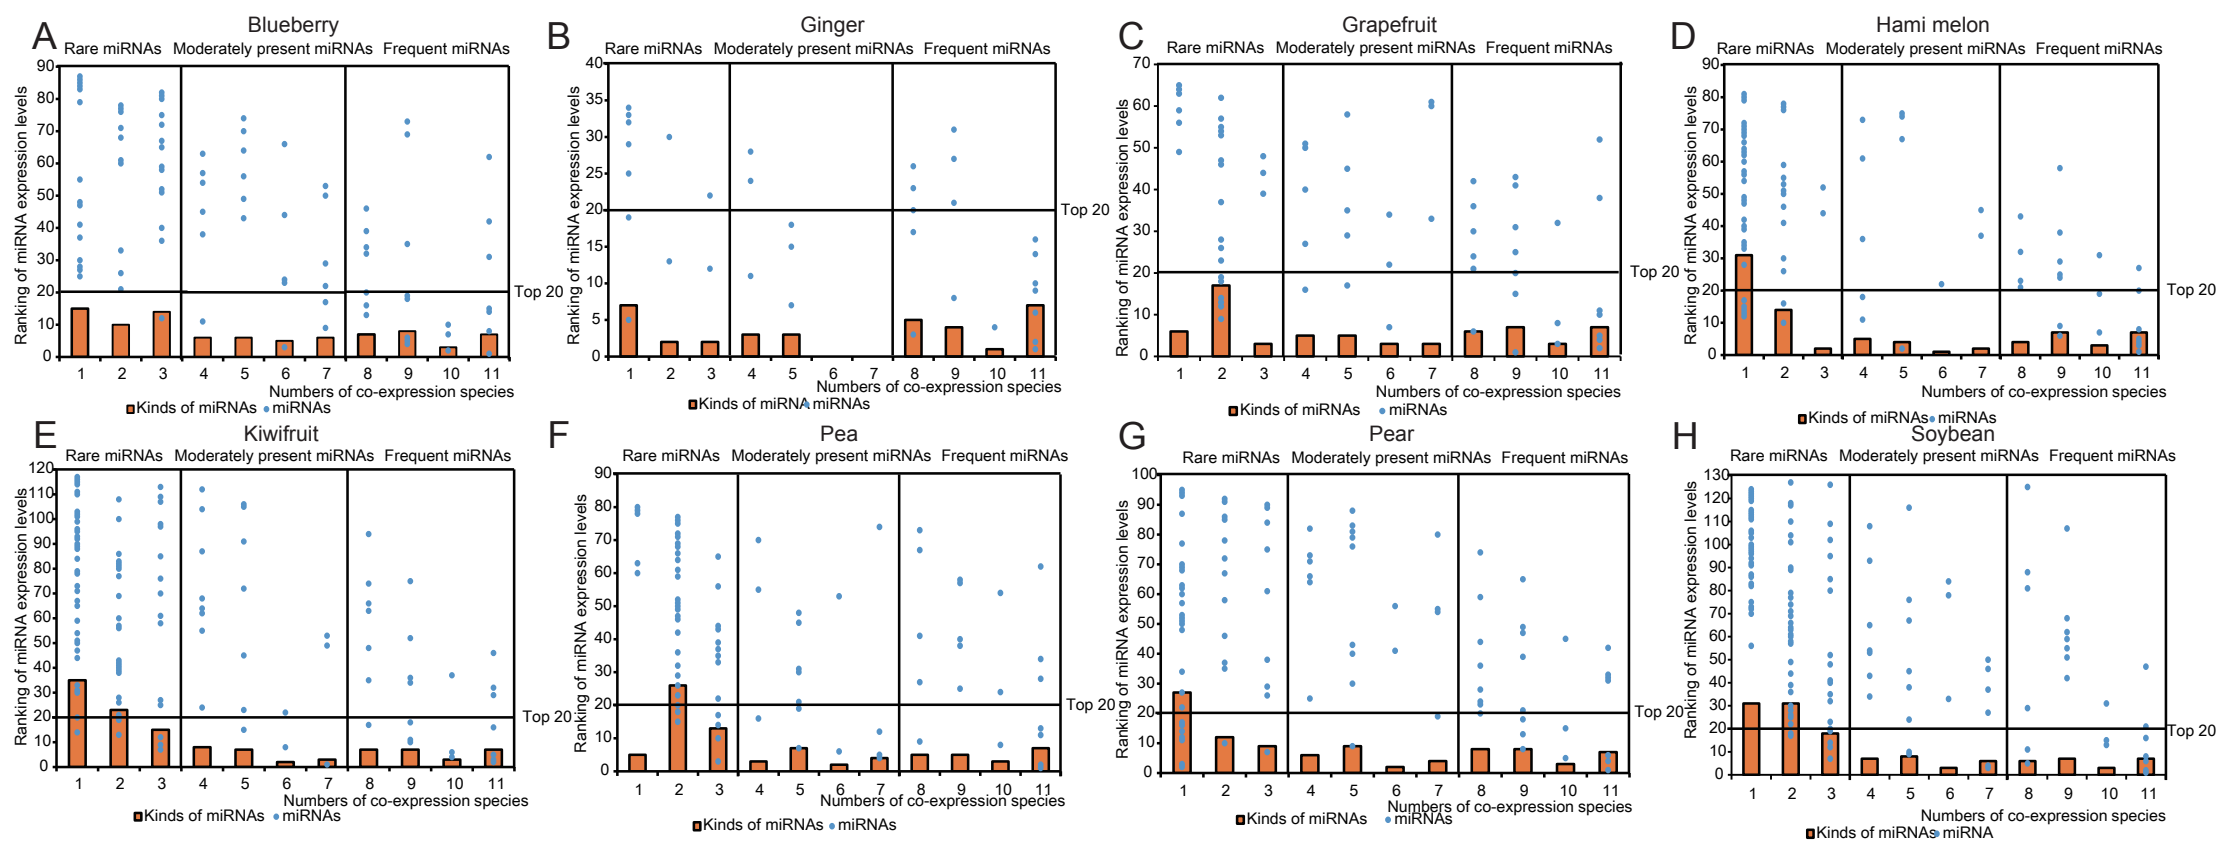 A
Blueberry
Rare miRNAs Moderately present miRNAs Frequent miRNAs
Ranking of miRNA expression levels
90
80
70
60
50
40
30
20
10
0
Top 20
1 2 3 4 5 6 7 8 9 10 11
Numbers of co-expression species
Kinds of miRNAs miRNAs
B
Ginger
Rare miRNAs Moderately present miRNAs Frequent miRNAs
Ranking of miRNA expression levels
40
35
30
25
20
15
10
5
0
Top 20
1 2 3 4 5 6 7 8 9 10 11
Numbers of co-expression species
Kinds of miRNA miRNAs
C
Grapefruit
Rare miRNAs Moderately present miRNAs Frequent miRNAs
Ranking of miRNA expression levels
70
60
50
40
30
20
10
0
Top 20
1 2 3 4 5 6 7 8 9 10 11
Numbers of co-expression species
Kinds of miRNAs miRNAs
D
Hami melon
Rare miRNAs Moderately present miRNAs Frequent miRNAs
Ranking of miRNA expression levels
90
80
70
60
50
40
30
20
10
0
Top 20
1 2 3 4 5 6 7 8 9 10 11
Numbers of co-expression species
Kinds of miRNAs miRNAs
E
Kiwifruit
Rare miRNAs Moderately present miRNAs Frequent miRNAs
Ranking of miRNA expression levels
120
110
100
90
80
70
60
50
40
30
20
10
0
Top 20
1 2 3 4 5 6 7 8 9 10 11
Numbers of co-expression species
Kinds of miRNAs miRNAs
F
Pea
Rare miRNAs Moderately present miRNAs Frequent miRNAs
Ranking of miRNA expression levels
90
80
70
60
50
40
30
20
10
0
Top 20
1 2 3 4 5 6 7 8 9 10 11
Numbers of co-expression species
Kinds of miRNAs miRNAs
G
Pear
Rare miRNAs Moderately present miRNAs Frequent miRNAs
Ranking of miRNA expression levels
100
90
80
70
60
50
40
30
20
10
0
Top 20
1 2 3 4 5 6 7 8 9 10 11
Numbers of co-expression species
Kinds of miRNAs miRNAs
H
Soybean
Rare miRNAs Moderately present miRNAs Frequent miRNAs
Ranking of miRNA expression levels
130
120
110
100
90
80
70
60
50
40
30
20
10
0
Top 20
1 2 3 4 5 6 7 8 9 10 11
Numbers of co-expression species
Kinds of miRNAs miRNA